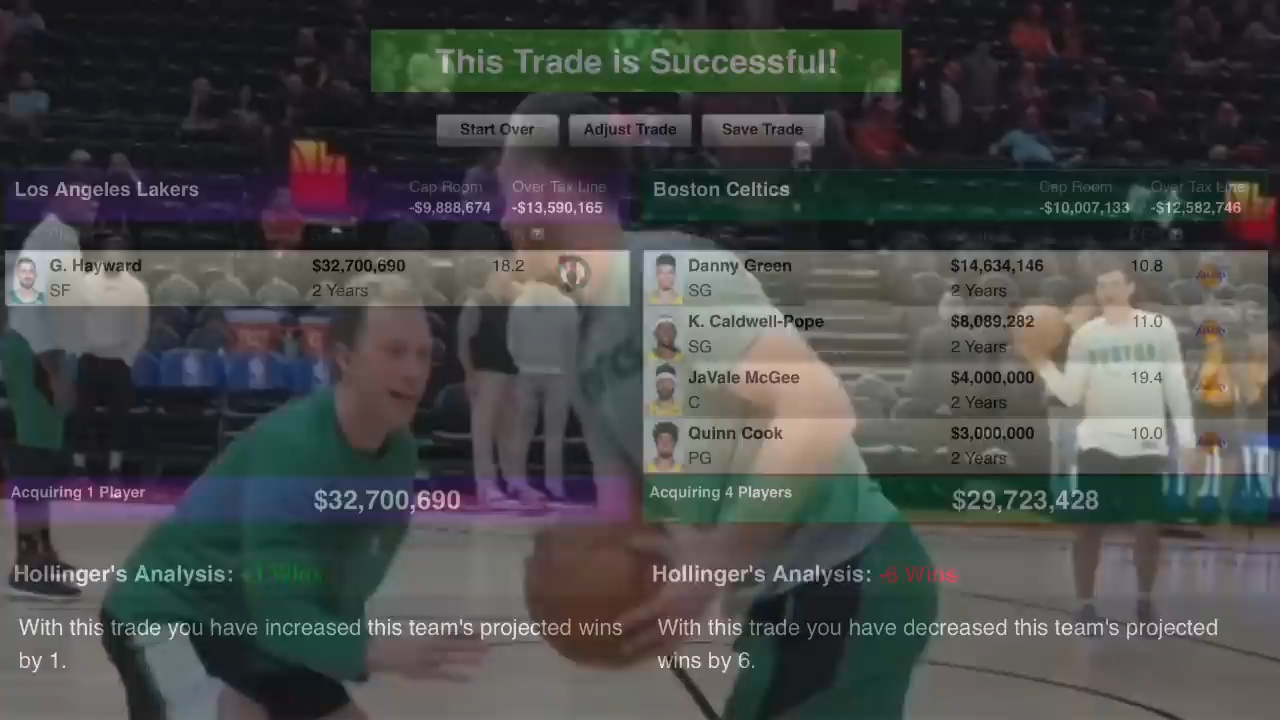 This Trade is Successful!
Start Over Adjust Trade Save Trade
Los Angeles Lakers Cap Room Over Tax Line
-$9,888,674 -$13,590,165
G. Hayward $32,700,690 18.2
SF 2 Years
Acquiring 1 Player $32,700,690
Hollinger's Analysis: +1 Wins
With this trade you have increased this team's projected wins
by 1.
Boston Celtics Cap Room Over Tax Line
-$10,007,133 -$12,582,746
Danny Green $14,634,146 10.8
SG 2 Years
K. Caldwell-Pope $8,089,282 11.0
SG 2 Years
JaVale McGee $4,000,000 19.4
C 2 Years
Quinn Cook $3,000,000 10.0
PG 2 Years
Acquiring 4 Players $29,723,428
Hollinger's Analysis: -6 Wins
With this trade you have decreased this team's projected
wins by 6.